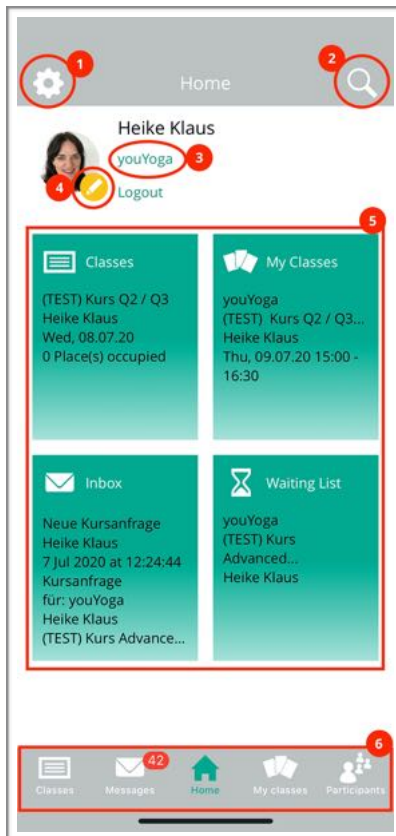 1
2
Home
Heike Klaus
youYoga
3
4
Logout
5
Classes
(TEST) Kurs Q2 / Q3
Heike Klaus
Wed, 08.07.20
0 Place(s) occupied
My Classes
youYoga
(TEST) Kurs Q2 / Q3...
Heike Klaus
Thu, 09.07.20 15:00 -
16:30
Inbox
Neue Kursanfrage
Heike Klaus
7 Jul 2020 at 12:24:44
Kursanfrage
für: youYoga
Heike Klaus
(TEST) Kurs Advance...
Waiting List
youYoga
(TEST) Kurs
Advanced...
Heike Klaus
6
42
Classes
Messages
Home
My classes
Participants